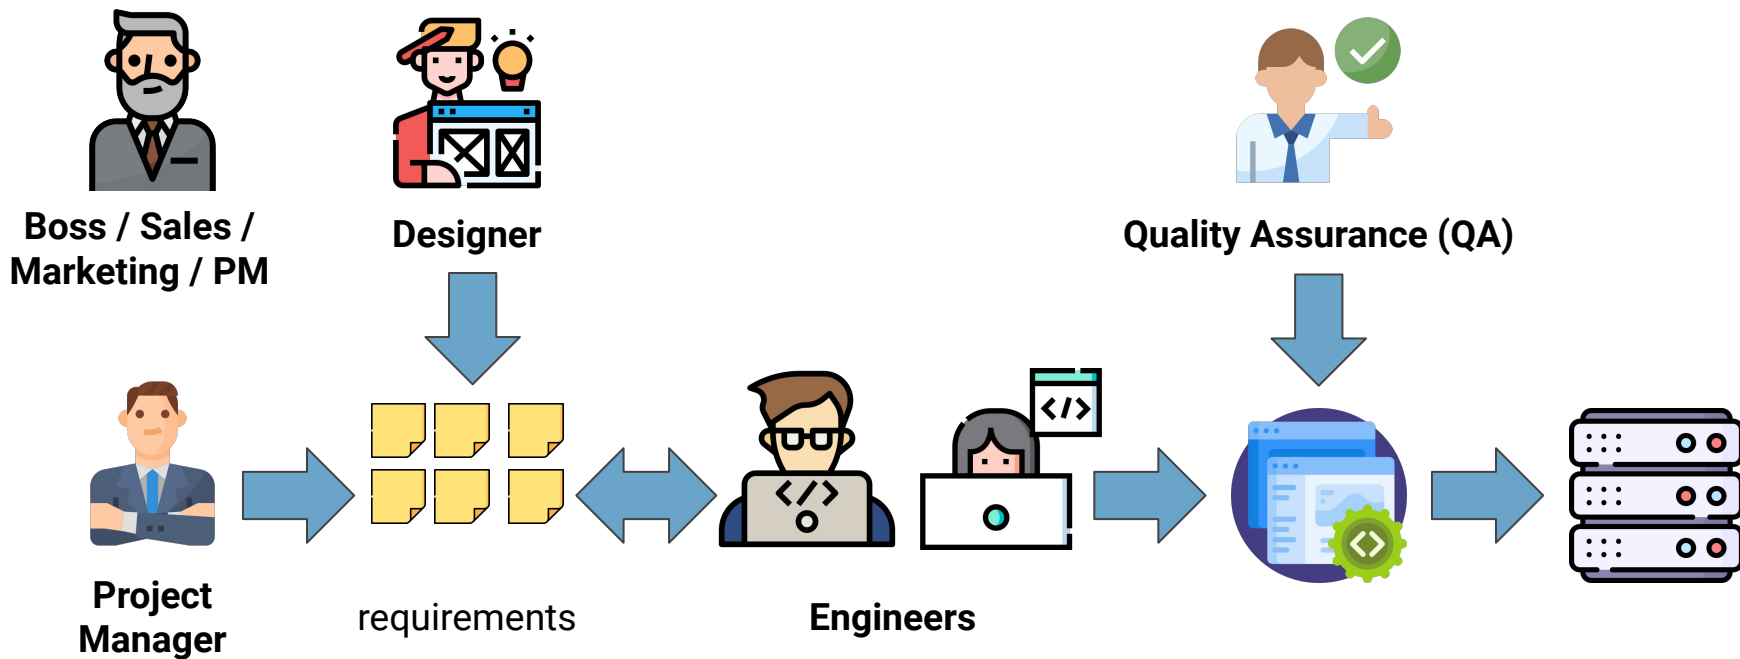 Boss / Sales /
Marketing / PM
Designer
Quality Assurance (QA)
</>
</>
Project
Manager
requirements
Engineers